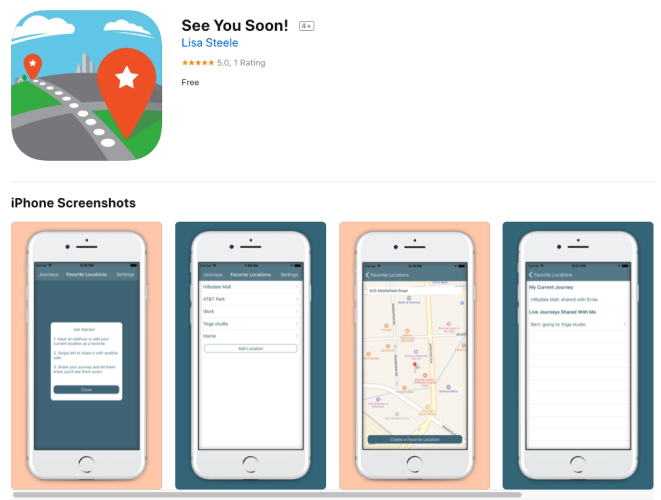 See You Soon! 4+
Lisa Steele
★★★★★ 5.0, 1 Rating
Free
iPhone Screenshots
Journeys Favorite Locations Settings
Get Started
1. Input an address or add your
current location as a favorite.
2. Swipe left to share it with another
user.
3. Share your journey and let them
know you'll see them soon!
Close
Journeys Favorite Locations Settings
Hillsdale Mall
AT&T Park
Work
Yoga studio
Home
Add Location
Favorite Locations
825 Middlefield Road
Create a Favorite Location
Favorite Locations
My Current Journey
Hillsdale Mall: shared with Ernie
Live Journeys Shared With Me
Bert: going to Yoga studio